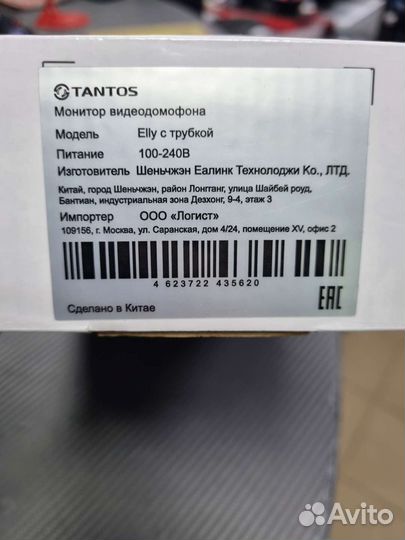 TANTOS
Монитор видеодомофона
Модель Elly с трубкой
Питание 100-240В
Изготовитель Шеньчжэн Еалинк Технолоджи Ко., ЛТД.
Китай, город Шеньчжэн, район Лонгганг, улица Шайбей роуд,
Бантиан, индустриальная зона Дезхонг, 9-4, этаж 3
Импортер ООО «Логист»
109156, г. Москва, ул. Саранская, дом 4/24, помещение XV, офис 2
4 623722 435620
EAC
Сделано в Китае
Avito